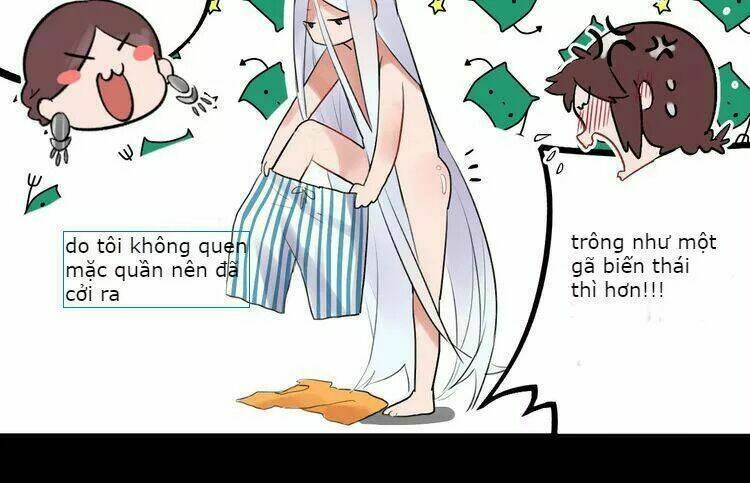 do tôi không quen
mặc quần nên đã
cởi ra
trông như một
gã biến thái
thì hơn!!!